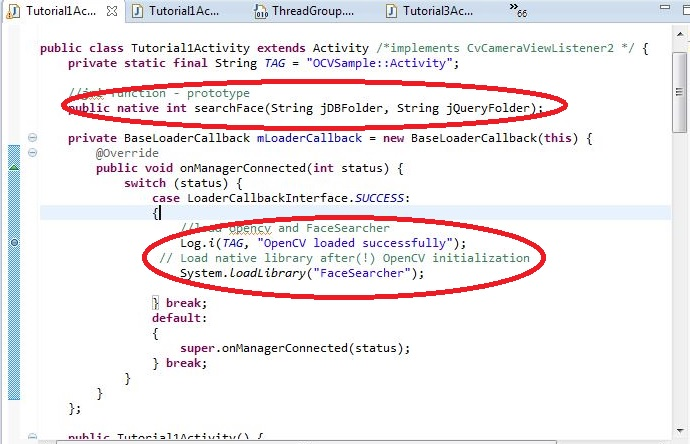 Tutorial1Ac... Tutorial1Ac... ThreadGroup.... Tutorial3Ac... »66
public class Tutorial1Activity extends Activity /*implements CvCameraViewListener2 */ {
private static final String TAG = "OCVSample::Activity";
//jni function - prototype
public native int searchFace(String jDBFolder, String jQueryFolder);
private BaseLoaderCallback mLoaderCallback = new BaseLoaderCallback(this) {
@Override
public void onManagerConnected(int status) {
switch (status) {
case LoaderCallbackInterface.SUCCESS:
{
//load opencv and FaceSearcher
Log.i(TAG, "OpenCV loaded successfully");
// Load native library after(!) OpenCV initialization
System.loadLibrary("FaceSearcher");
} break;
default:
{
super.onManagerConnected(status);
} break;
}
}
};
public Tutorial1Activity() {